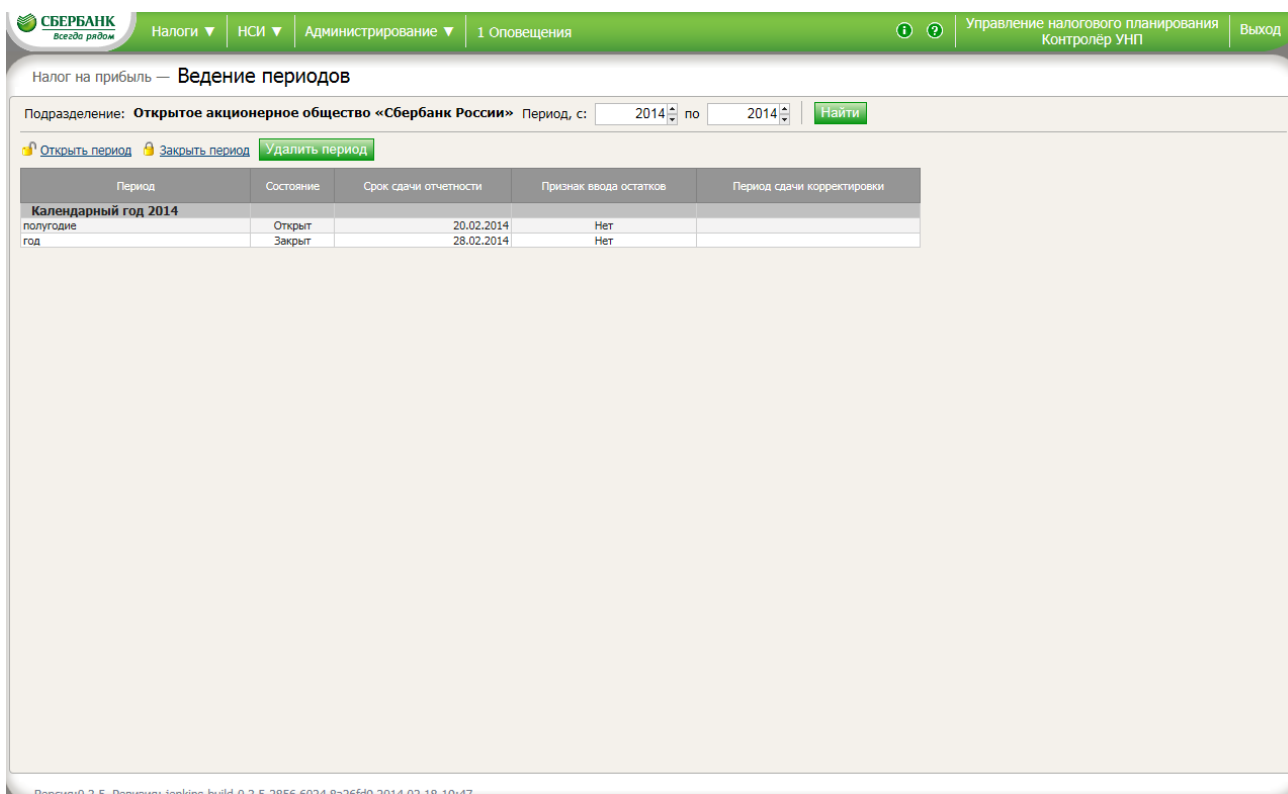 СБЕРБАНК
Всегда рядом
Налоги ▼ НСИ ▼ Администрирование ▼ 1 Оповещения
Управление налогового планирования
Контролёр УНП
Выход
Налог на прибыль — Ведение периодов
Подразделение: Открытое акционерное общество «Сбербанк России» Период, с: 2014 по 2014 Найти
Открыть период Закрыть период Удалить период
Период Состояние Срок сдачи отчетности Признак ввода остатков Период сдачи корректировки
Календарный год 2014
полугодие Открыт 20.02.2014 Нет
год Закрыт 28.02.2014 Нет